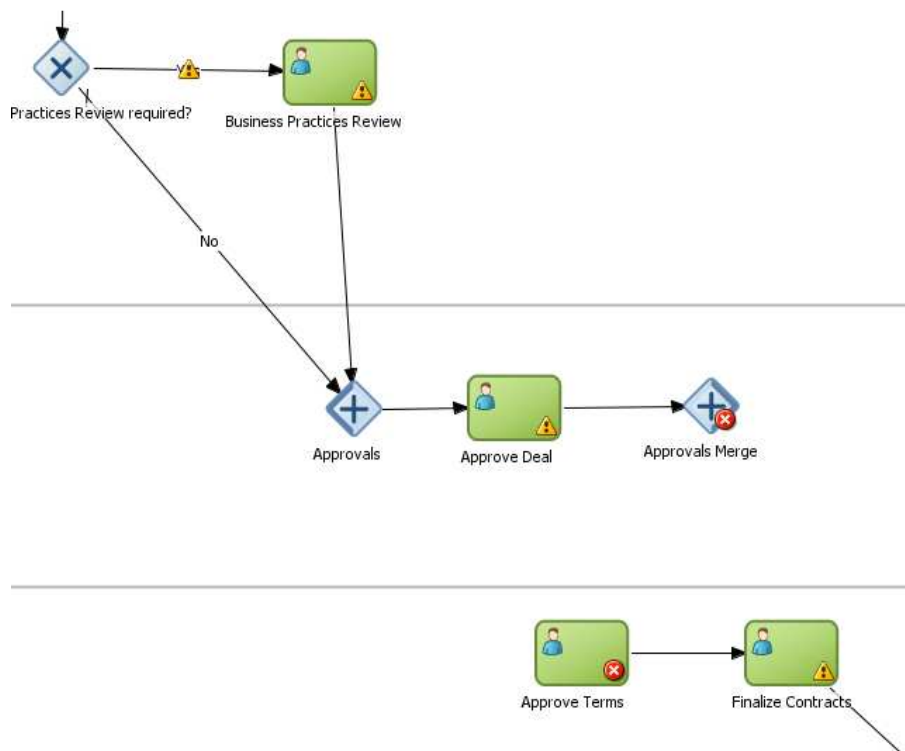 Practices Review required?
Business Practices Review
No
Approvals
Approve Deal
Approvals Merge
Approve Terms
Finalize Contracts